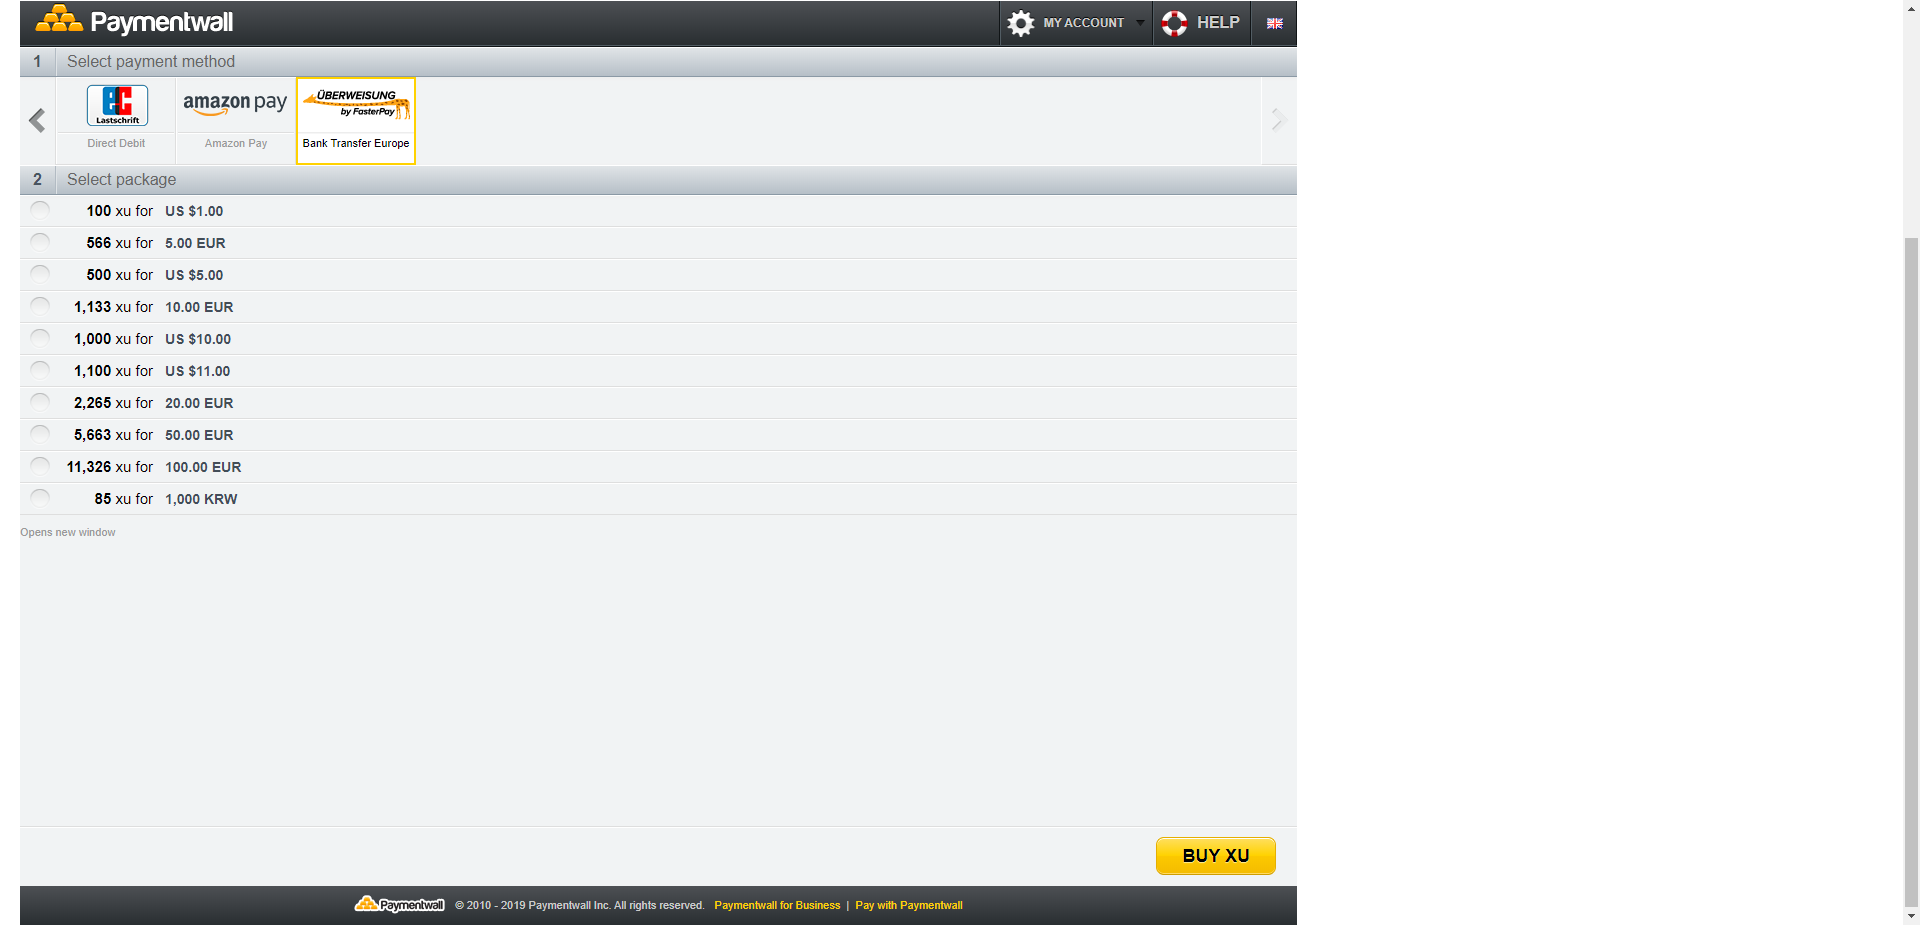 Paymentwall
MY ACCOUNT
HELP
1 Select payment method
Lastschrift
Direct Debit
amazon pay
Amazon Pay
ÜBERWEISUNG
by FasterPay
Bank Transfer Europe
2 Select package
100 xu for US $1.00
566 xu for 5.00 EUR
500 xu for US $5.00
1,133 xu for 10.00 EUR
1,000 xu for US $10.00
1,100 xu for US $11.00
2,265 xu for 20.00 EUR
5,663 xu for 50.00 EUR
11,326 xu for 100.00 EUR
85 xu for 1,000 KRW
Opens new window
BUY XU
Paymentwall © 2010 - 2019 Paymentwall Inc. All rights reserved. Paymentwall for Business | Pay with Paymentwall